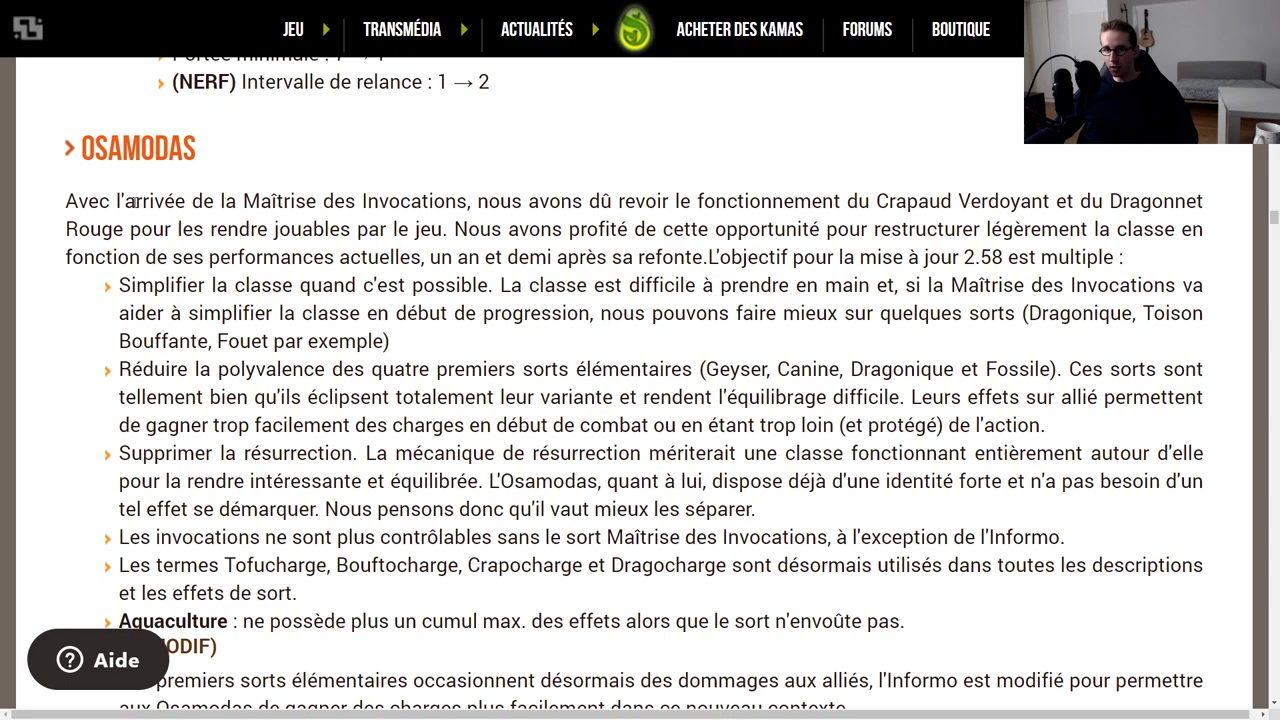 JEU
TRANSMÉDIA
ACTUALITÉS
ACHETER DES KAMAS
FORUMS
BOUTIQUE
(NERF) Intervalle de relance : 1 → 2
OSAMODAS
Avec l'arrivée de la Maîtrise des Invocations, nous avons dû revoir le fonctionnement du Crapaud Verdoyant et du Dragonnet
Rouge pour les rendre jouables par le jeu. Nous avons profité de cette opportunité pour restructurer légèrement la classe en
fonction de ses performances actuelles, un an et demi après sa refonte.L'objectif pour la mise à jour 2.58 est multiple :
Simplifier la classe quand c'est possible. La classe est difficile à prendre en main et, si la Maîtrise des Invocations va
aider à simplifier la classe en début de progression, nous pouvons faire mieux sur quelques sorts (Dragonique, Toison
Bouffante, Fouet par exemple)
Réduire la polyvalence des quatre premiers sorts élémentaires (Geyser, Canine, Dragonique et Fossile). Ces sorts sont
tellement bien qu'ils éclipsent totalement leur variante et rendent l'équilibrage difficile. Leurs effets sur allié permettent
de gagner trop facilement des charges en début de combat ou en étant trop loin (et protégé) de l'action.
Supprimer la résurrection. La mécanique de résurrection mériterait une classe fonctionnant entièrement autour d'elle
pour la rendre intéressante et équilibrée. L'Osamodas, quant à lui, dispose déjà d'une identité forte et n'a pas besoin d'un
tel effet se démarquer. Nous pensons donc qu'il vaut mieux les séparer.
Les invocations ne sont plus contrôlables sans le sort Maîtrise des Invocations, à l'exception de l'Informo.
Les termes Tofucharge, Bouftocharge, Crapocharge et Dragocharge sont désormais utilisés dans toutes les descriptions
et les effets de sort.
Aquaculture : ne possède plus un cumul max. des effets alors que le sort n'envoûte pas.
ODIF)
premiers sorts élémentaires occasionnent désormais des dommages aux alliés, l'Informo est modifié pour permettre
aux Osamodas de gagner des charges plus facilement dans ce nouveau contexte.
Aide